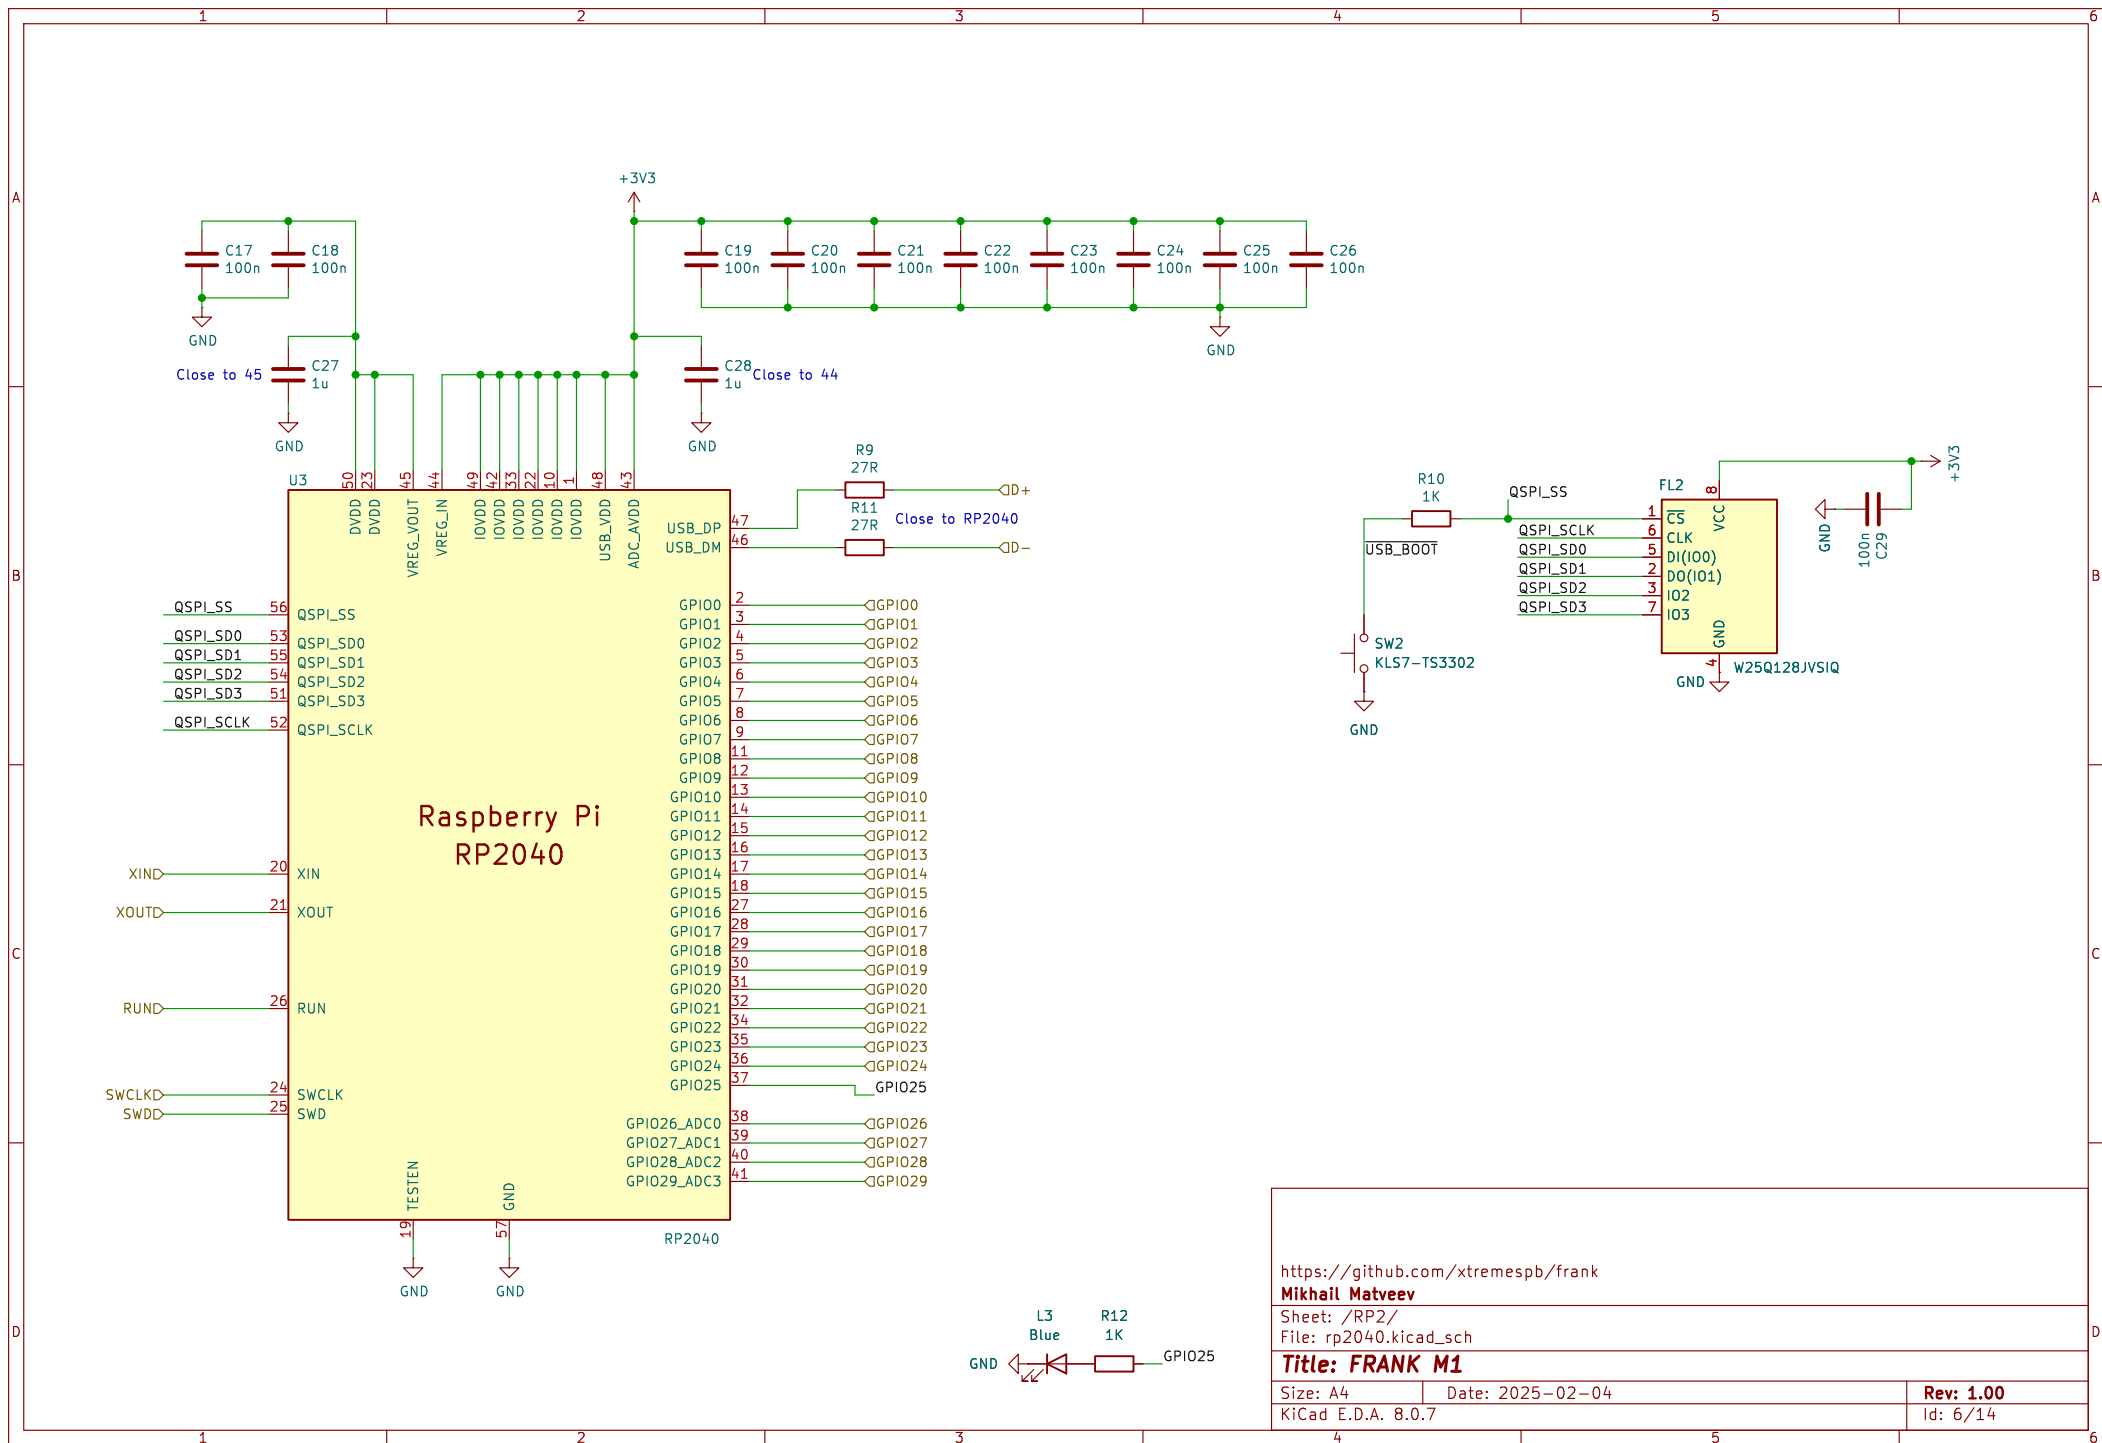 1 2 3 4 5 6
A A
B B
C C
D D
+3V3
C17
100n
C18
100n
C19
100n
C20
100n
C21
100n
C22
100n
C23
100n
C24
100n
C25
100n
C26
100n
GND
GND
Close to 45
C27
1u
C28
1u
Close to 44
GND
GND
U3
50
23
45
44
49
42
33
22
10
1
48
43
DVDD
DVDD
VREG_VOUT
VREG_IN
IOVDD
IOVDD
IOVDD
IOVDD
IOVDD
IOVDD
USB_VDD
ADC_AVDD
R9
27R
D+
R11
27R
Close to RP2040
D-
USB_DP 47
USB_DM 46
QSPI_SS 56 QSPI_SS
QSPI_SD0 53 QSPI_SD0
QSPI_SD1 55 QSPI_SD1
QSPI_SD2 54 QSPI_SD2
QSPI_SD3 51 QSPI_SD3
QSPI_SCLK 52 QSPI_SCLK
XIN 20 XIN
XOUT 21 XOUT
RUN 26 RUN
SWCLK 24 SWCLK
SWD 25 SWD
Raspberry Pi
RP2040
GPIO0 2 GPIO0
GPIO1 3 GPIO1
GPIO2 4 GPIO2
GPIO3 5 GPIO3
GPIO4 6 GPIO4
GPIO5 7 GPIO5
GPIO6 8 GPIO6
GPIO7 9 GPIO7
GPIO8 11 GPIO8
GPIO9 12 GPIO9
GPIO10 13 GPIO10
GPIO11 14 GPIO11
GPIO12 15 GPIO12
GPIO13 16 GPIO13
GPIO14 17 GPIO14
GPIO15 18 GPIO15
GPIO16 27 GPIO16
GPIO17 28 GPIO17
GPIO18 29 GPIO18
GPIO19 30 GPIO19
GPIO20 31 GPIO20
GPIO21 32 GPIO21
GPIO22 34 GPIO22
GPIO23 35 GPIO23
GPIO24 36 GPIO24
GPIO25 37 GPIO25
GPIO26_ADC0 38 GPIO26
GPIO27_ADC1 39 GPIO27
GPIO28_ADC2 40 GPIO28
GPIO29_ADC3 41 GPIO29
TESTEN
19
GND
57
RP2040
GND
GND
R10
1K
QSPI_SS
USB_BOOT
SW2
KLS7-TS3302
GND
FL2
8
VCC
1 CS
QSPI_SCLK 6 CLK
QSPI_SD0 5 DI(IO0)
QSPI_SD1 2 DO(IO1)
QSPI_SD2 3 IO2
QSPI_SD3 7 IO3
GND
4
W25Q128JVSIQ
GND
+3V3
GND
100n
C29
L3
Blue
R12
1K
GND
GPIO25
https://github.com/xtremespb/frank
Mikhail Matveev
Sheet: /RP2/
File: rp2040.kicad_sch
Title: FRANK M1
Size: A4 Date: 2025-02-04 Rev: 1.00
KiCad E.D.A. 8.0.7 Id: 6/14
1 2 3 4 5 6